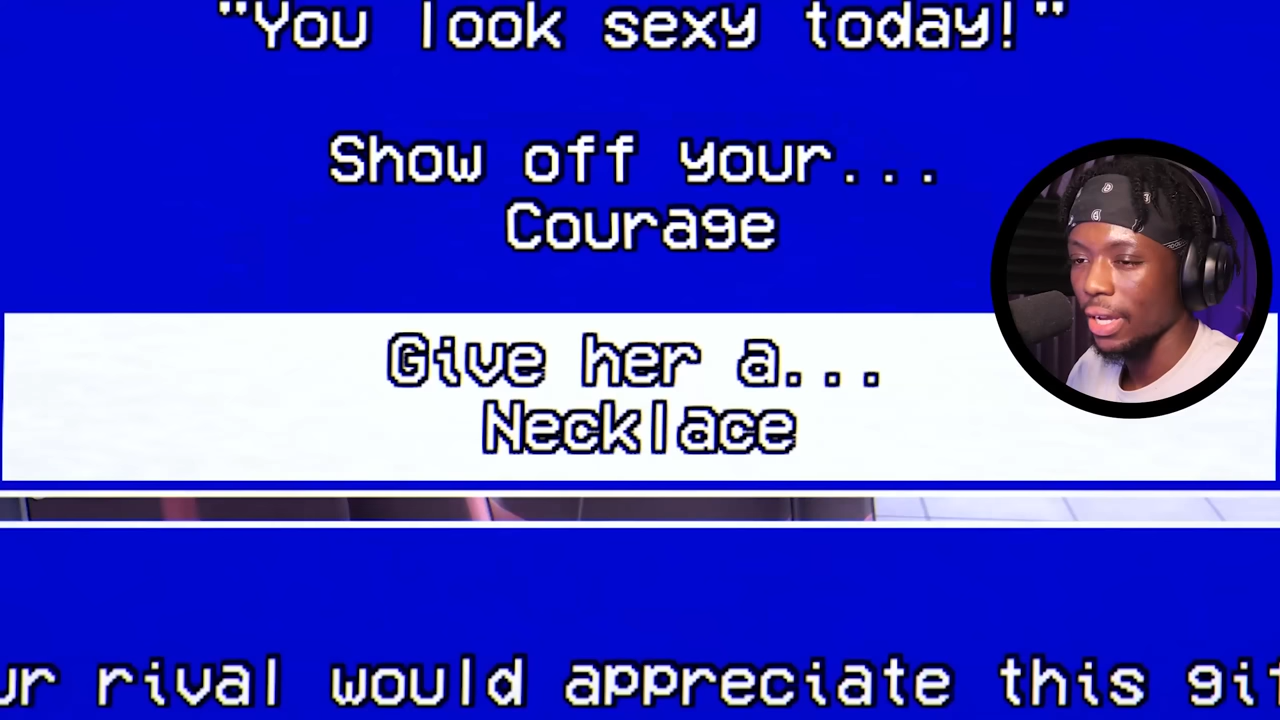 "You look sexy today!"
Show off your...
Courage
Give her a...
Necklace
rival would appreciate this